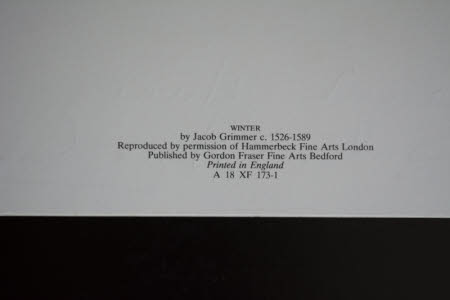 WINTER
by Jacob Grimmer c. 1526-1589
Reproduced by permission of Hammerbeck Fine Arts London
Published by Gordon Fraser Fine Arts Bedford
Printed in England
A 18 XF 173-1